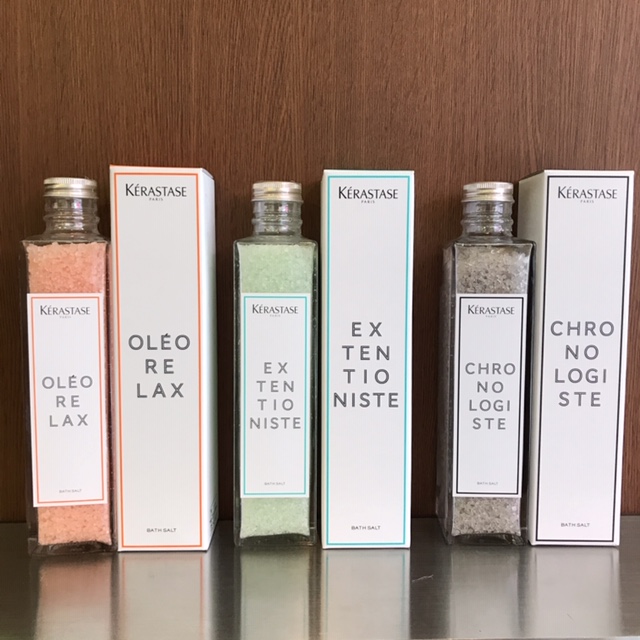 KÉRASTASE
PARIS
OLÉO
RE
LAX
BATH SALT
KÉRASTASE
PARIS
OLÉO
RE
LAX
BATH SALT
KÉRASTASE
PARIS
EX
TEN
TIO
NISTE
BATH SALT
KÉRASTASE
PARIS
EX
TEN
TIO
NISTE
BATH SALT
KÉRASTASE
PARIS
CHRO
NO
LOGI
STE
BATH SALT
KÉRASTASE
PARIS
CHRO
NO
LOGI
STE
BATH SALT